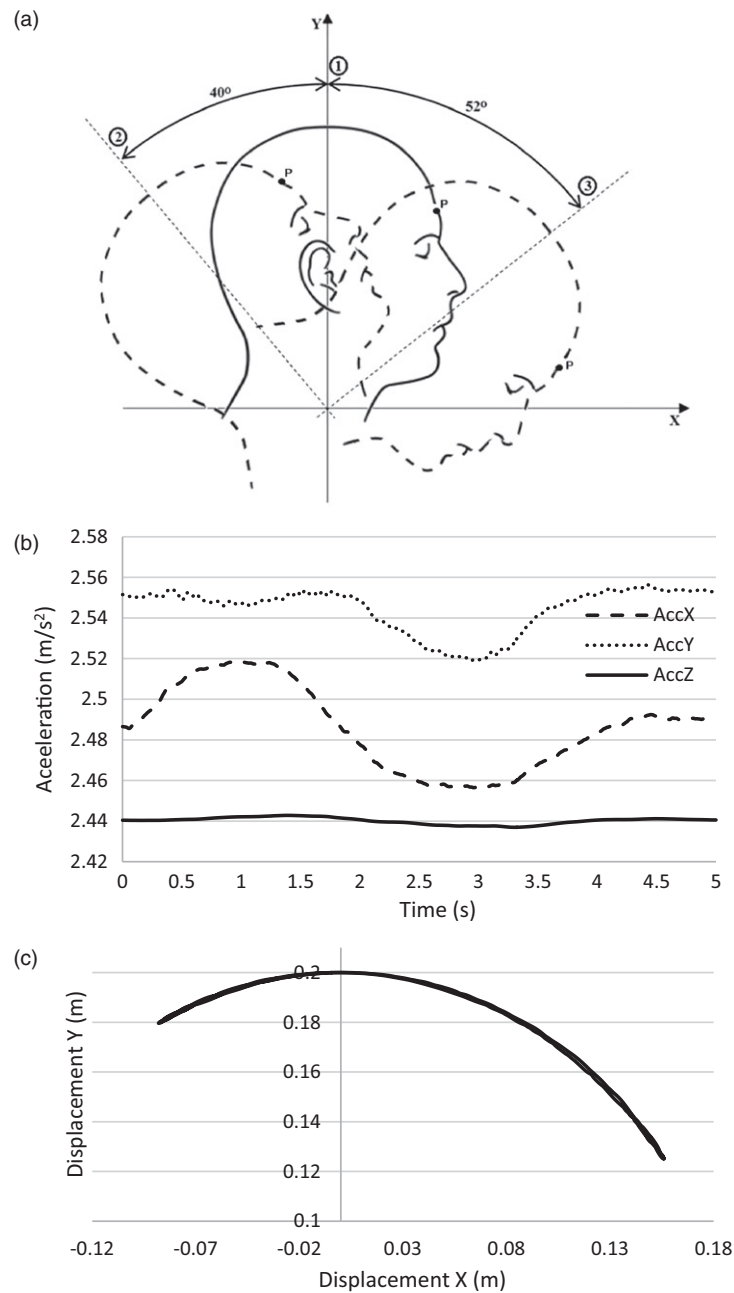 (a)
Y
①
40º
52º
②
③
P
P
P
X
(b)
2.58
2.56
2.54
2.52
2.5
2.48
2.46
2.44
2.42
Aceeleration (m/s²)
AccX
AccY
AccZ
0 0.5 1 1.5 2 2.5 3 3.5 4 4.5 5
Time (s)
(c)
0.2
0.18
0.16
0.14
0.12
0.1
Displacement Y (m)
-0.12 -0.07 -0.02 0.03 0.08 0.13 0.18
Displacement X (m)